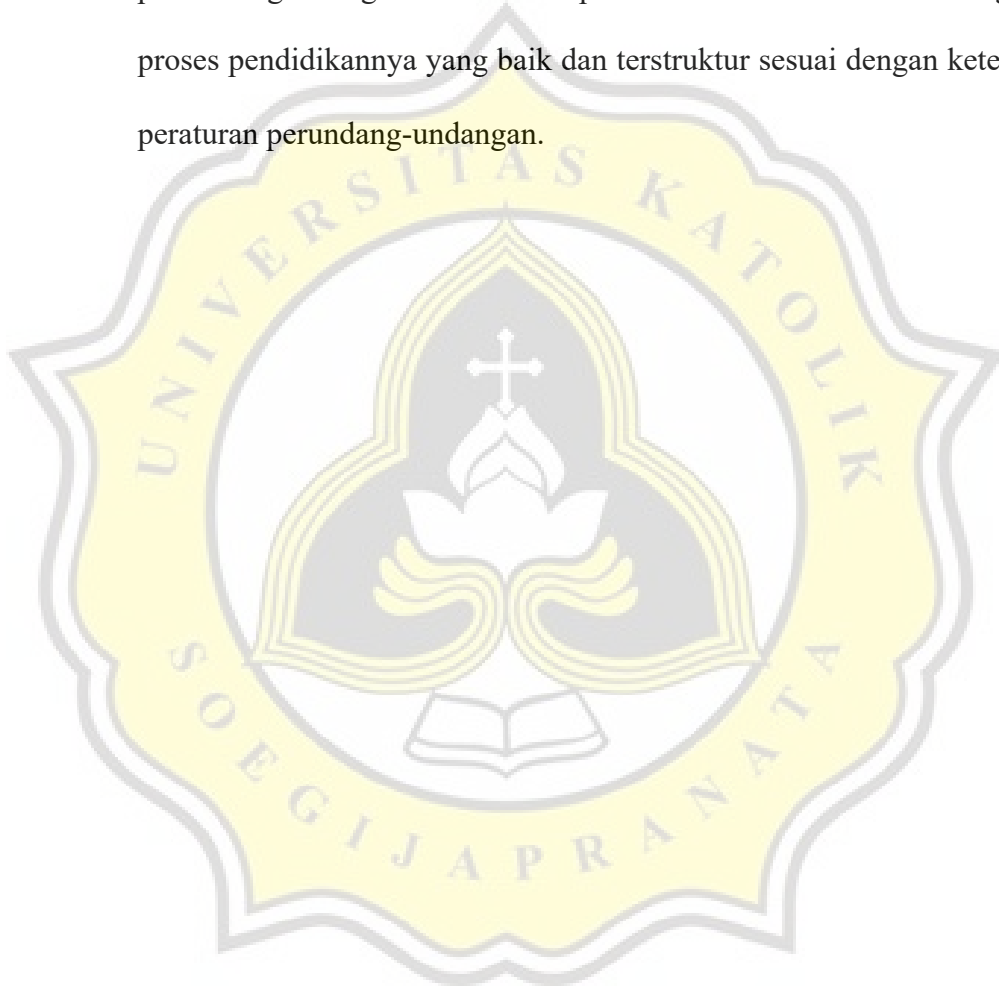 proses pendidikannya yang baik dan terstruktur sesuai dengan kete
peraturan perundang-undangan.
UNIVERSITAS KATOLIK
SOEGIJAPRANATA